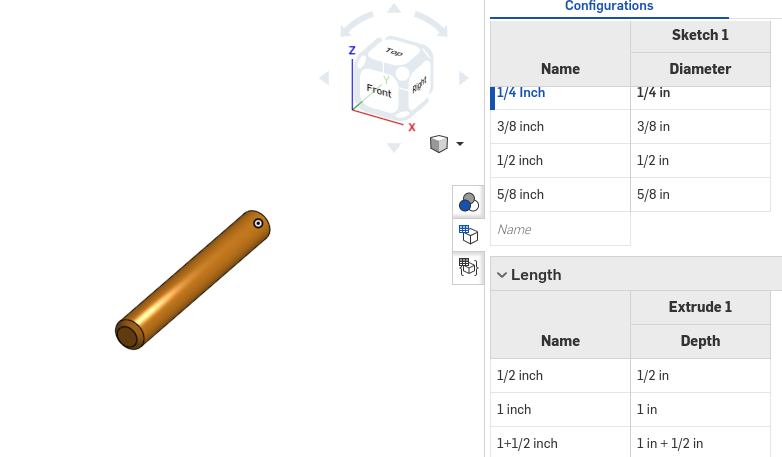 Configurations
Sketch 1
Name Diameter
1/4 Inch 1/4 in
3/8 inch 3/8 in
1/2 inch 1/2 in
5/8 inch 5/8 in
Name
Length
Extrude 1
Name Depth
1/2 inch 1/2 in
1 inch 1 in
1+1/2 inch 1 in + 1/2 in
Z
Top
Y
Front
Right
X